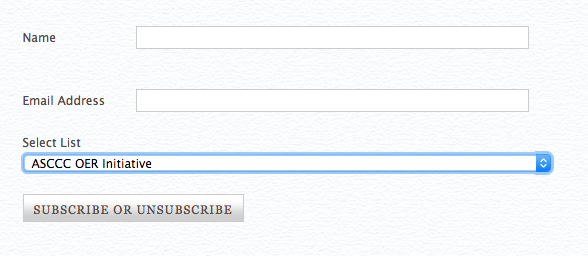 Name
Email Address
Select List
ASCCC OER Initiative
SUBSCRIBE OR UNSUBSCRIBE